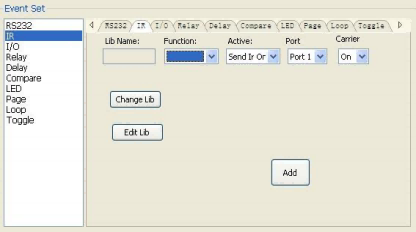 Event Set
RS232
IR
I/O
Relay
Delay
Compare
LED
Page
Loop
Toggle
RS232 IR I/O Relay Delay Compare LED Page Loop Toggle
Lib Name: Function: Active: Port Carrier
Send Ir Or Port 1 On
Change Lib
Edit Lib
Add